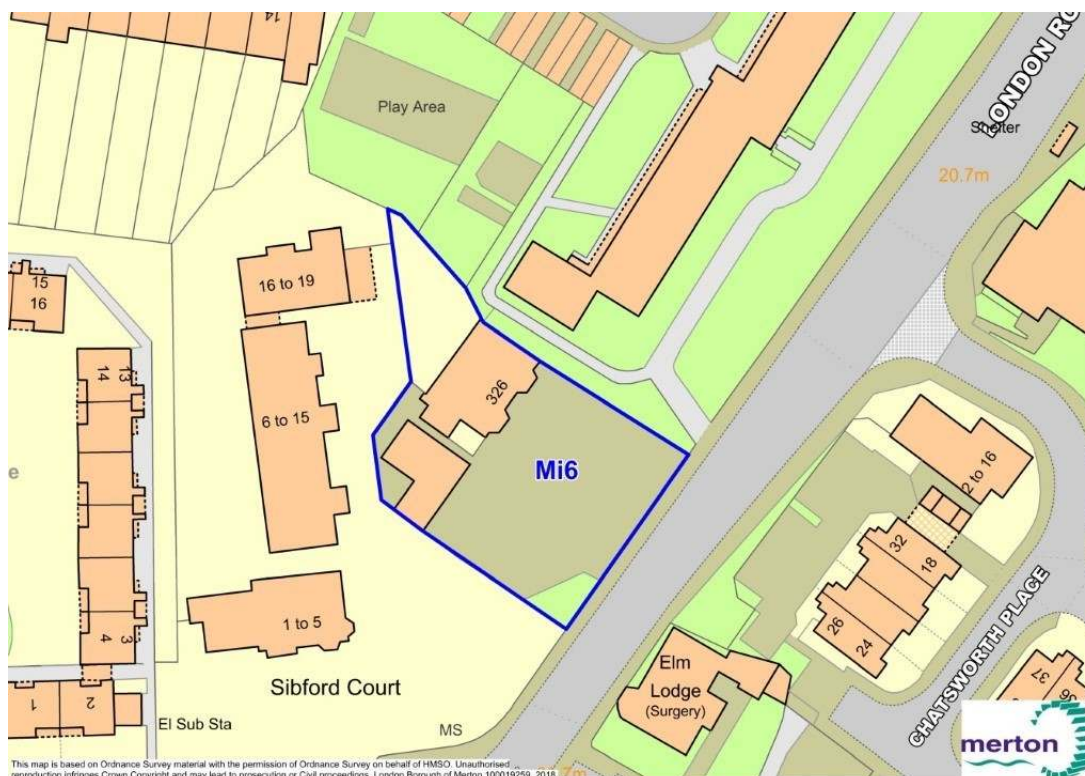 14
Play Area
LONDON RO
Shelter
20.7m
15
16
16 to 19
14
13
6 to 15
326
Mi6
2 to 16
32
18
26
24
4
3
1 to 5
Sibford Court
Elm
Lodge
(Surgery)
CHATSWORTH PLACE
37
36
1
2
El Sub Sta
MS
merton
This map is based on Ordnance Survey material with the permission of Ordnance Survey on behalf of HMSO. Unauthorised
reproduction infringes Crown Copyright and may lead to prosecution or Civil proceedings. London Borough of Merton 100019259. 2018.